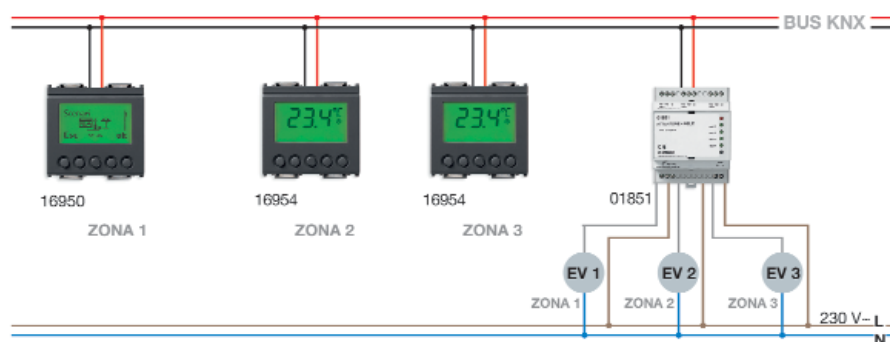 BUS KNX
23.4°C
23.4°C
16950
16954
16954
01851
ZONA 1
ZONA 2
ZONA 3
EV 1
EV 2
EV 3
ZONA 1
ZONA 2
ZONA 3
230 V~ L
N